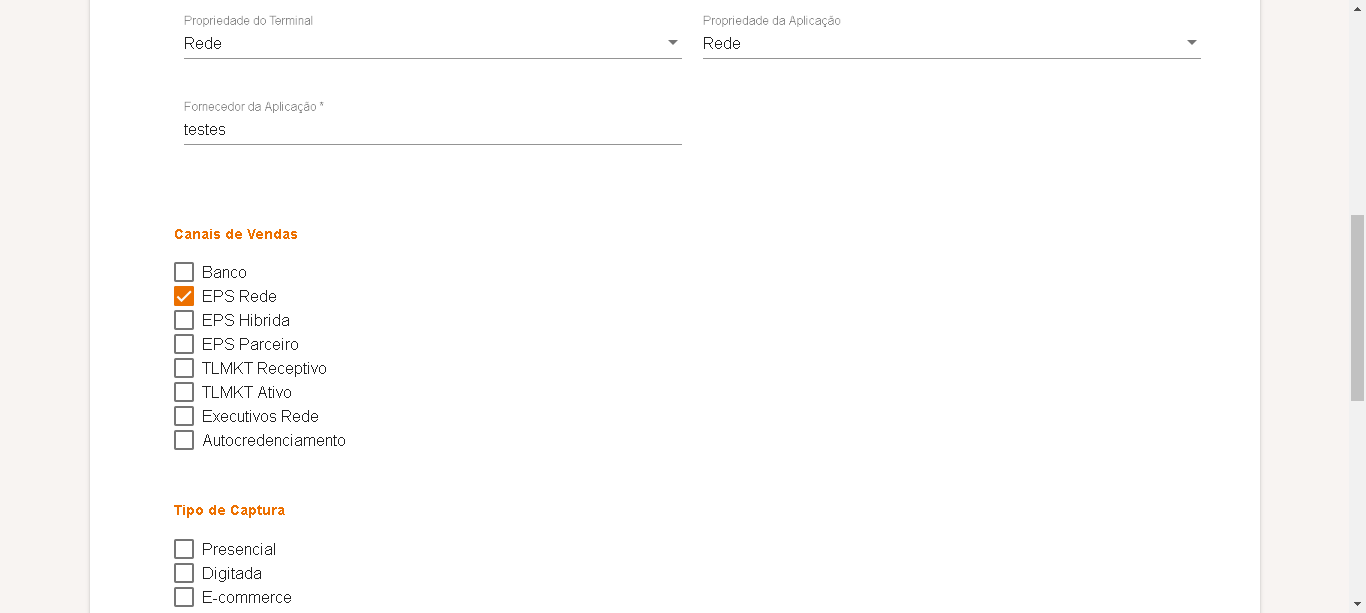 Propriedade do Terminal
Propriedade da Aplicação
Rede
Rede
Fornecedor da Aplicação *
testes
Canais de Vendas
Banco
EPS Rede
EPS Hibrida
EPS Parceiro
TLMKT Receptivo
TLMKT Ativo
Executivos Rede
Autocredenciamento
Tipo de Captura
Presencial
Digitada
E-commerce